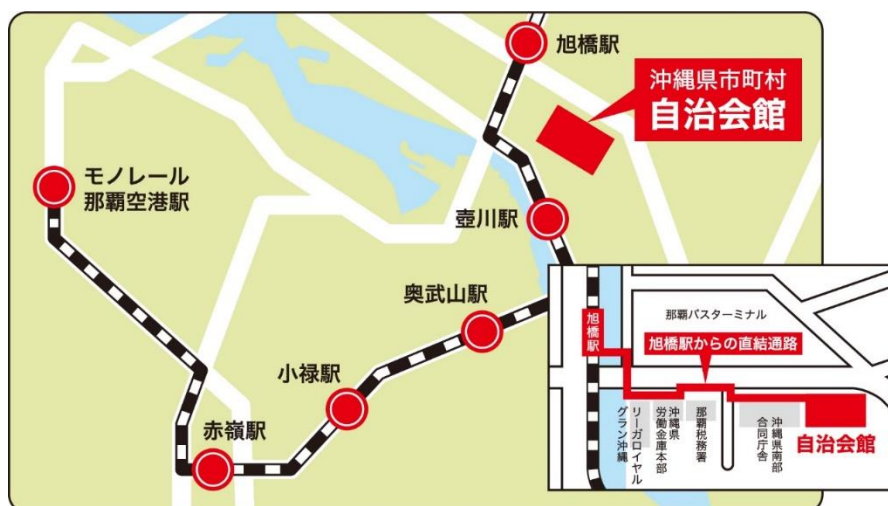 旭橋駅
沖縄県市町村
自治会館
モノレール
那覇空港駅
壺川駅
奥武山駅
小禄駅
赤嶺駅
旭橋駅
那覇バスターミナル
旭橋駅からの直結通路
リーガロイヤル
グラン沖縄
沖縄県
労働金庫本部
那覇税務署
沖縄県南部
合同庁舎
自治会館